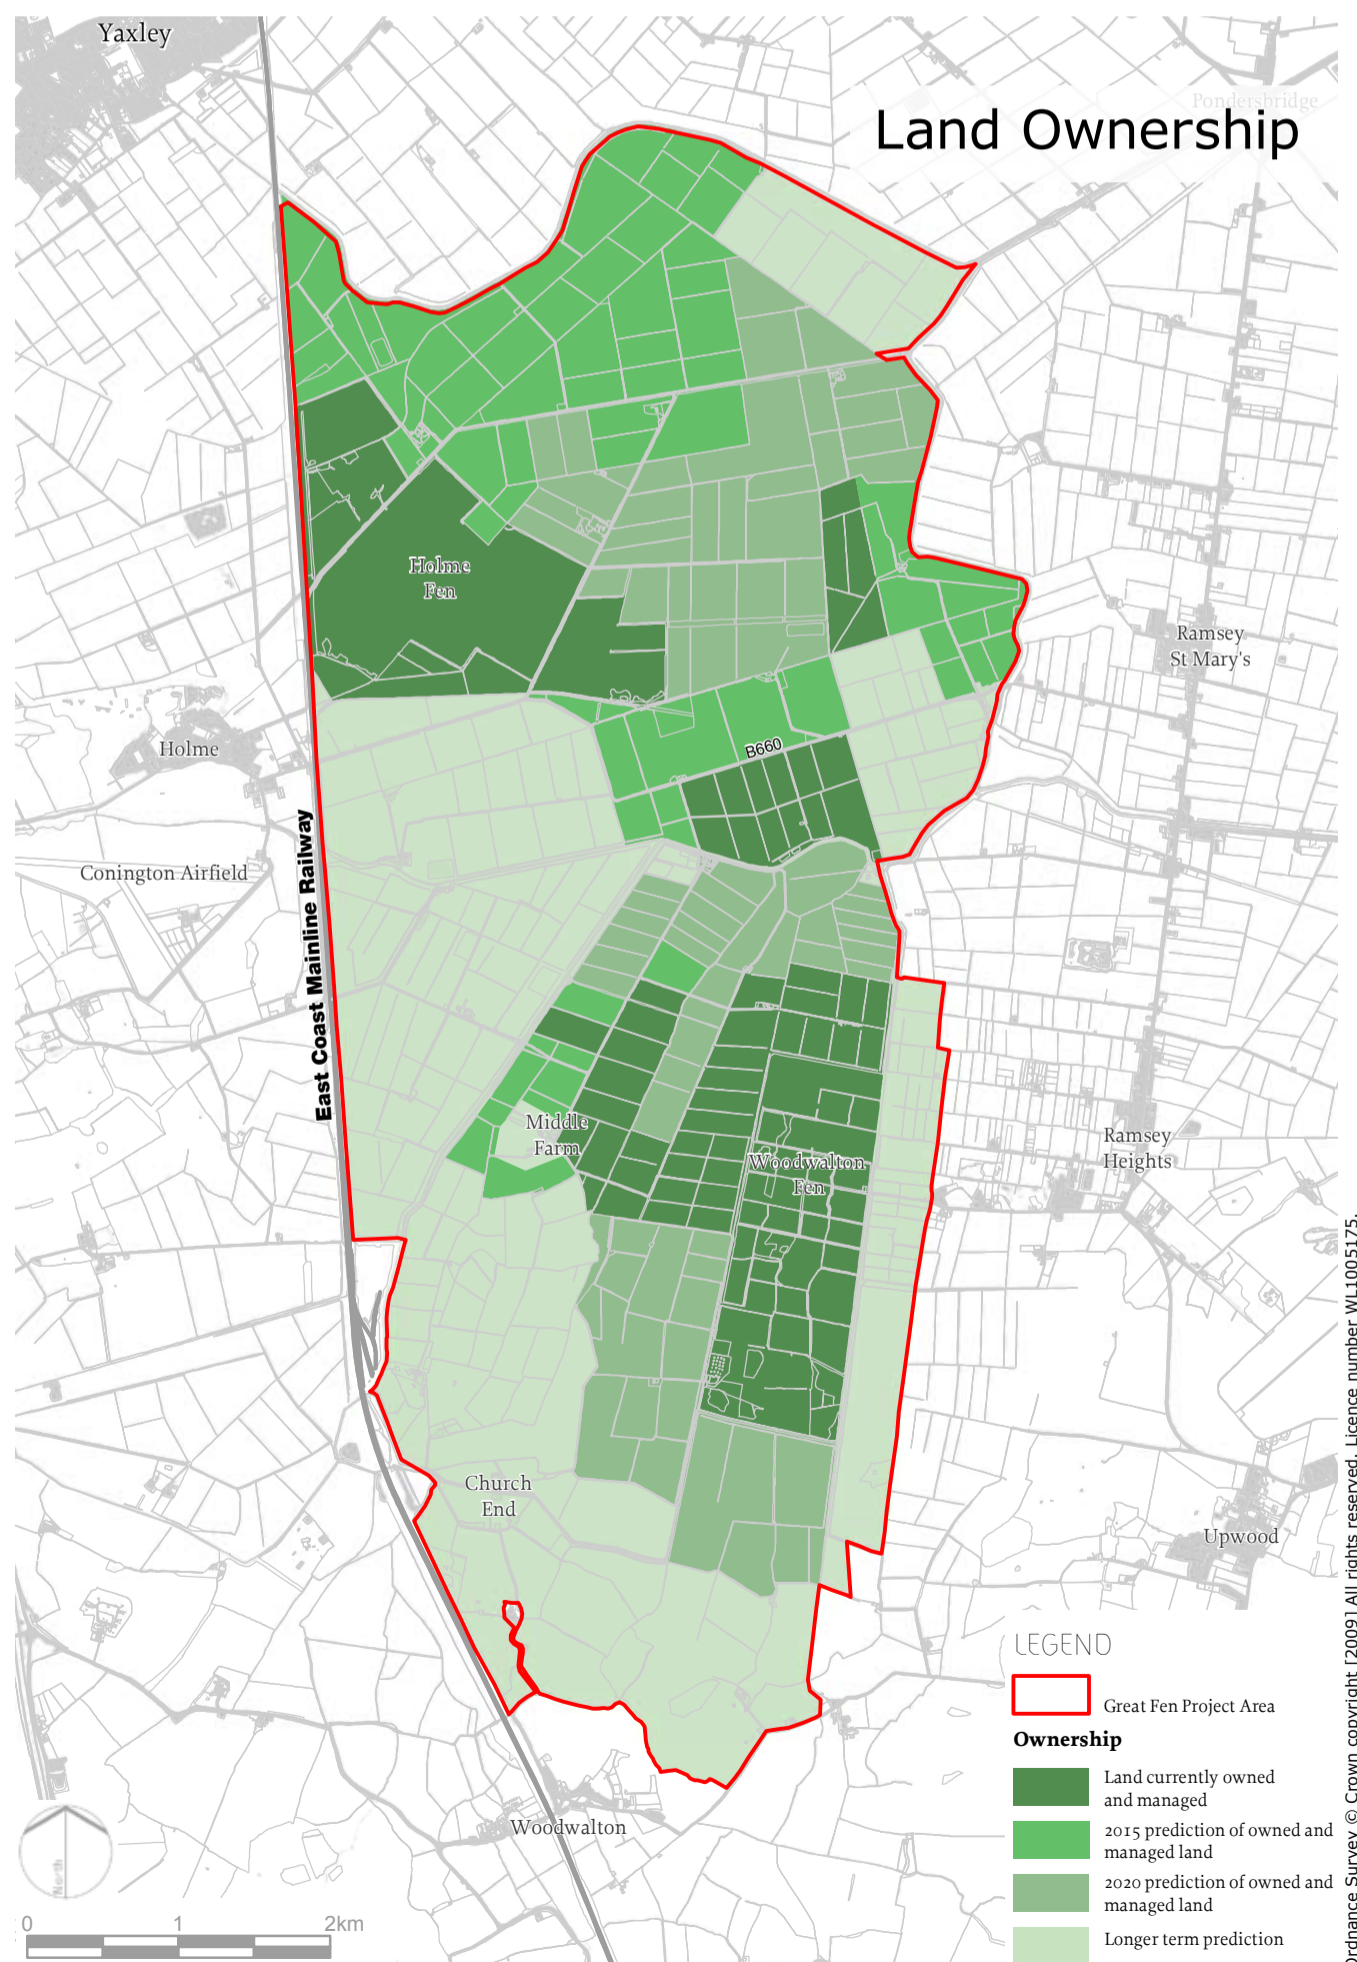 Yaxley
Pondersbridge
Land Ownership
Holme
Fen
Ramsey
St Mary's
Holme
B660
Conington Airfield
East Coast Mainline Railway
Middle
Farm
Ramsey
Heights
Woodwalton
Fen
Church
End
Upwood
Woodwalton
LEGEND
Great Fen Project Area
Ownership
Land currently owned
and managed
2015 prediction of owned and
managed land
2020 prediction of owned and
managed land
Longer term prediction
North
0 1 2km
Ordnance Survey © Crown copyright [2009] All rights reserved. Licence number WL1005175.